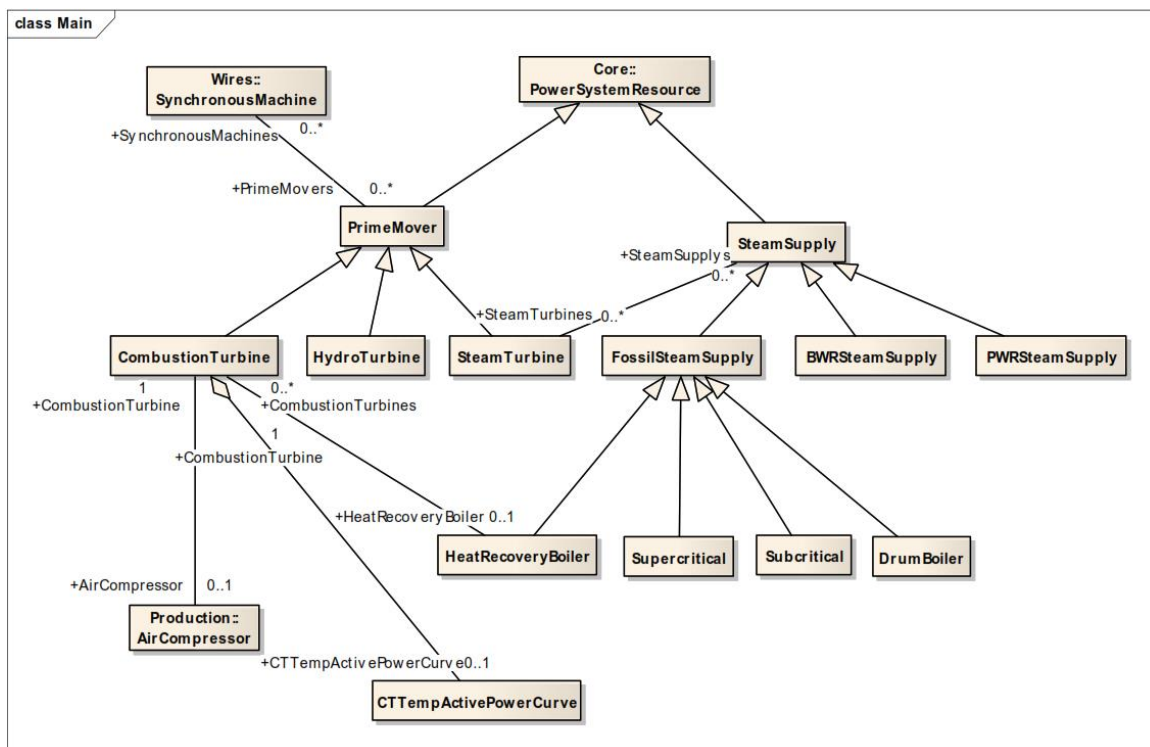 class Main
Wires::
SynchronousMachine
Core::
PowerSystemResource
0..*
+SynchronousMachines
+PrimeMovers
0..*
PrimeMover
SteamSupply
+SteamSupplys
0..*
+SteamTurbines
0..*
CombustionTurbine
HydroTurbine
SteamTurbine
FossilSteamSupply
BWRSteamSupply
PWRSteamSupply
1
+CombustionTurbine
0..*
+CombustionTurbines
1
+CombustionTurbine
+HeatRecoveryBoiler 0..1
HeatRecoveryBoiler
Supercritical
Subcritical
DrumBoiler
+AirCompressor
0..1
Production::
AirCompressor
+CTTempActivePowerCurve
0..1
CTTempActivePowerCurve